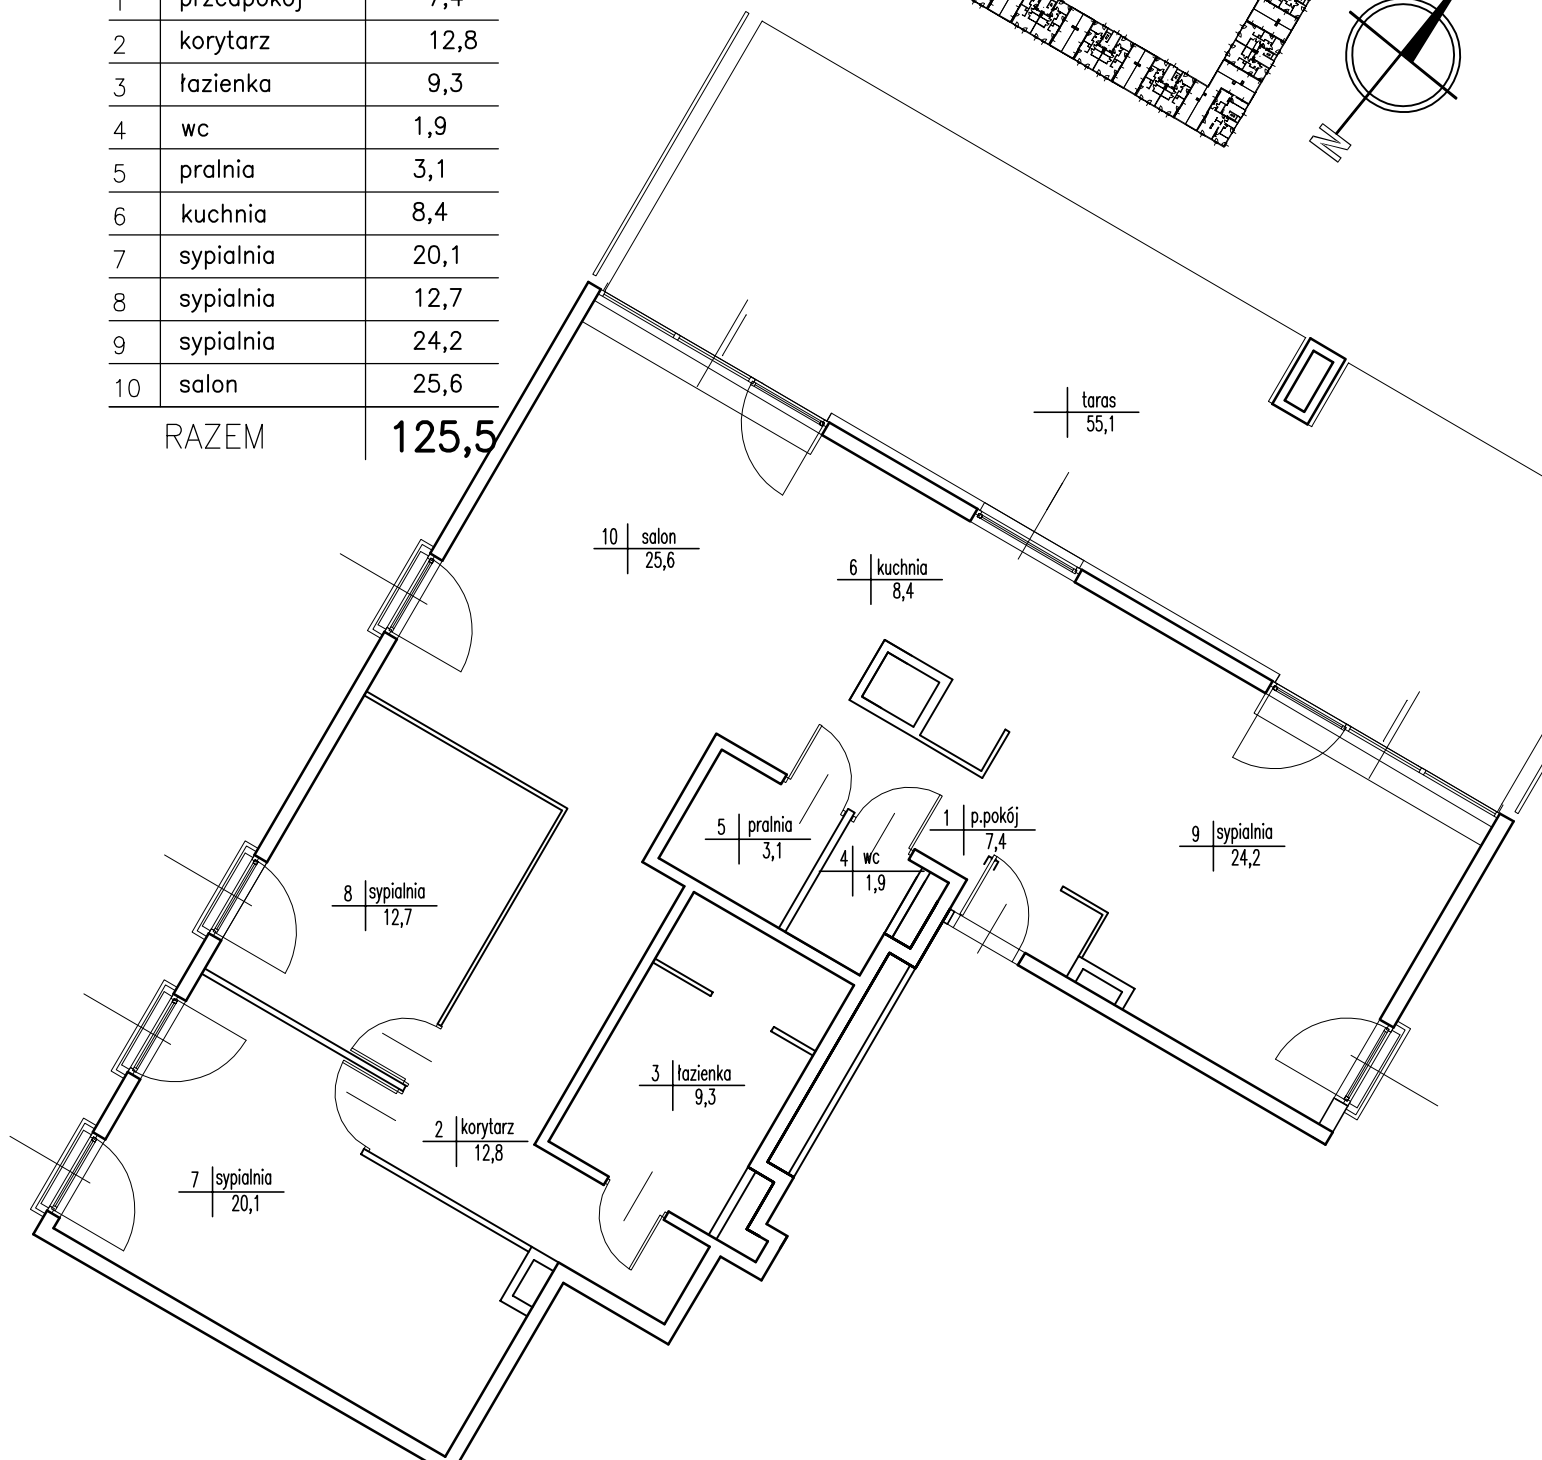 1 przedpokój 7,4
2 korytarz 12,8
3 łazienka 9,3
4 wc 1,9
5 pralnia 3,1
6 kuchnia 8,4
7 sypialnia 20,1
8 sypialnia 12,7
9 sypialnia 24,2
10 salon 25,6
RAZEM 125,5
N
taras
55,1
10 salon
25,6
6 kuchnia
8,4
5 pralnia
3,1
1 p.pokój
7,4
4 wc
1,9
9 sypialnia
24,2
8 sypialnia
12,7
3 łazienka
9,3
2 korytarz
12,8
7 sypialnia
20,1